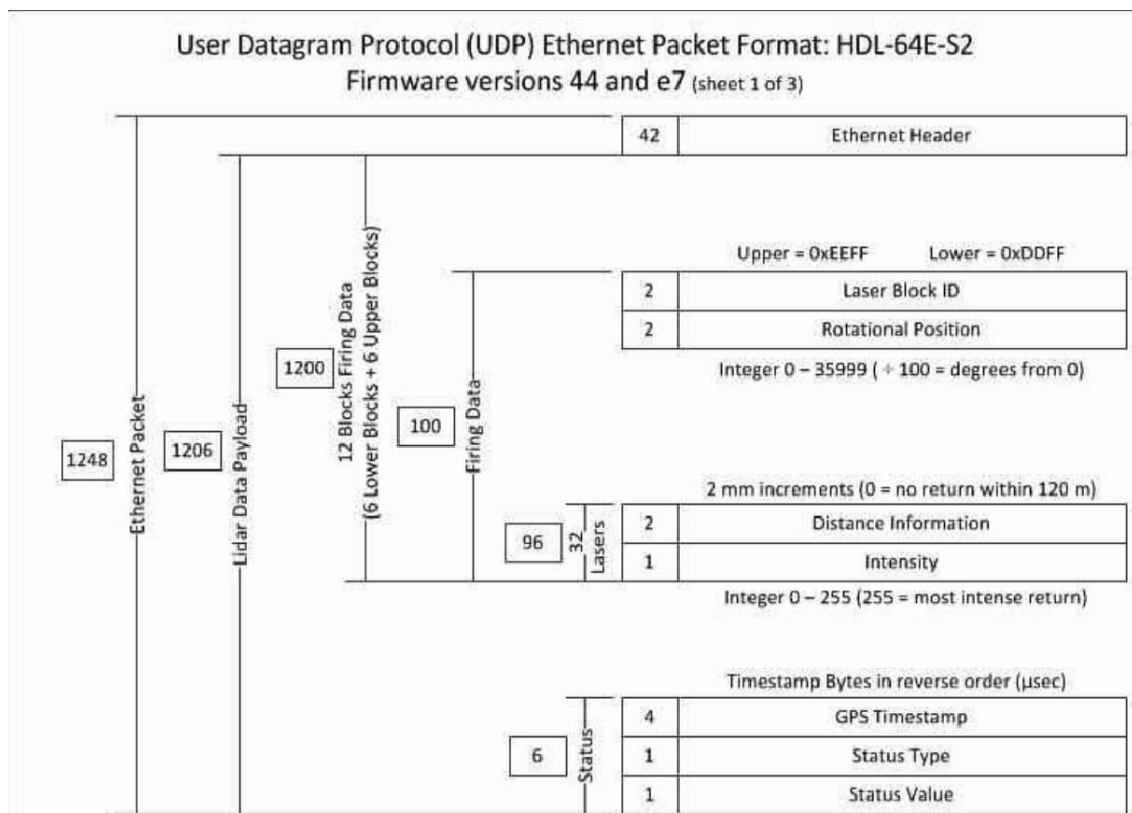 User Datagram Protocol (UDP) Ethernet Packet Format: HDL-64E-S2
Firmware versions 44 and e7 (sheet 1 of 3)
42 Ethernet Header
Upper = 0xEEFF Lower = 0xDDFF
2 Laser Block ID
2 Rotational Position
Integer 0 – 35999 ( ÷ 100 = degrees from 0)
1248
Ethernet Packet
1206
Lidar Data Payload
1200
12 Blocks Firing Data
(6 Lower Blocks + 6 Upper Blocks)
100
Firing Data
2 mm increments (0 = no return within 120 m)
96
32
Lasers
2 Distance Information
1 Intensity
Integer 0 – 255 (255 = most intense return)
Timestamp Bytes in reverse order (µsec)
6
Status
4 GPS Timestamp
1 Status Type
1 Status Value